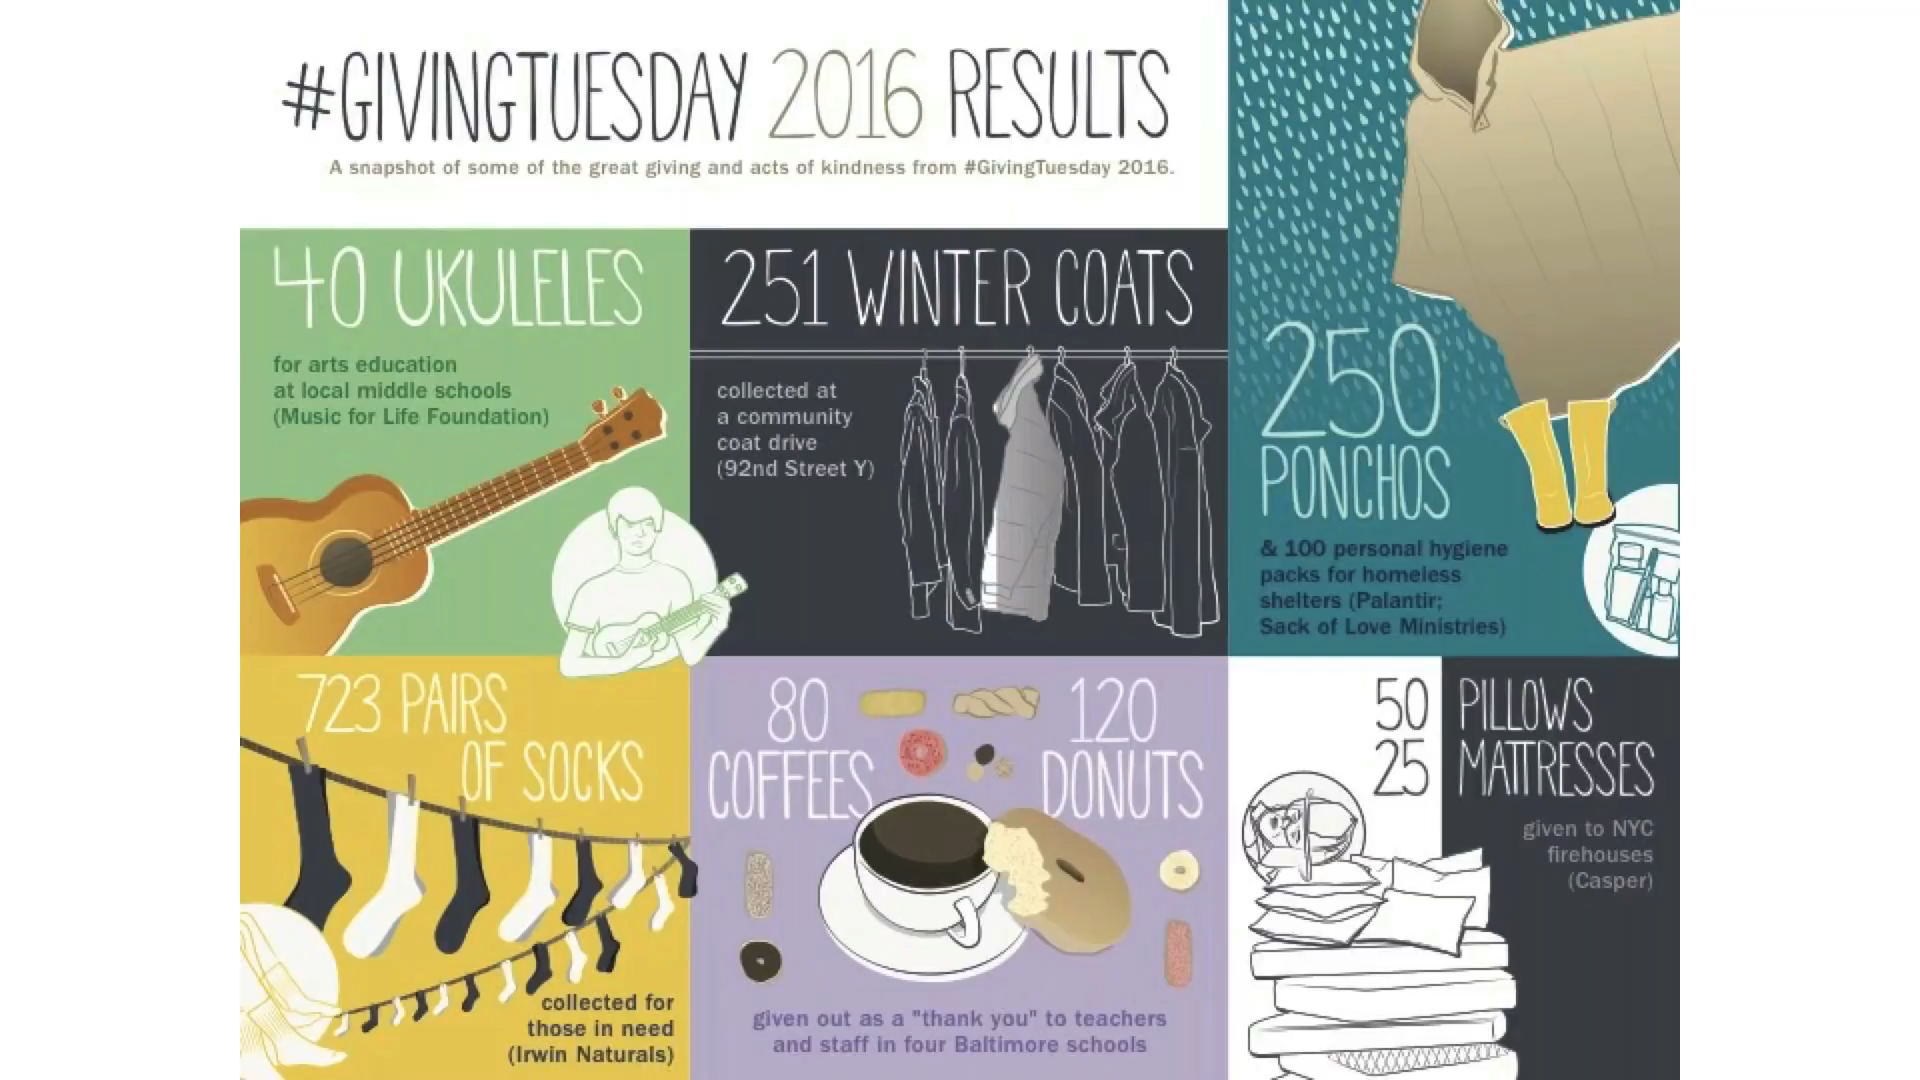 #GIVINGTUESDAY 2016 RESULTS
A snapshot of some of the great giving and acts of kindness from #GivingTuesday 2016.
40 UKULELES
for arts education
at local middle schools
(Music for Life Foundation)
251 WINTER COATS
collected at
a community
coat drive
(92nd Street Y)
250
PONCHOS
& 100 personal hygiene
packs for homeless
shelters (Palantir;
Sack of Love Ministries)
723 PAIRS
OF SOCKS
collected for
those in need
(Irwin Naturals)
80
COFFEES
120
DONUTS
given out as a "thank you" to teachers
and staff in four Baltimore schools
50 PILLOWS
25 MATTRESSES
given to NYC
firehouses
(Casper)